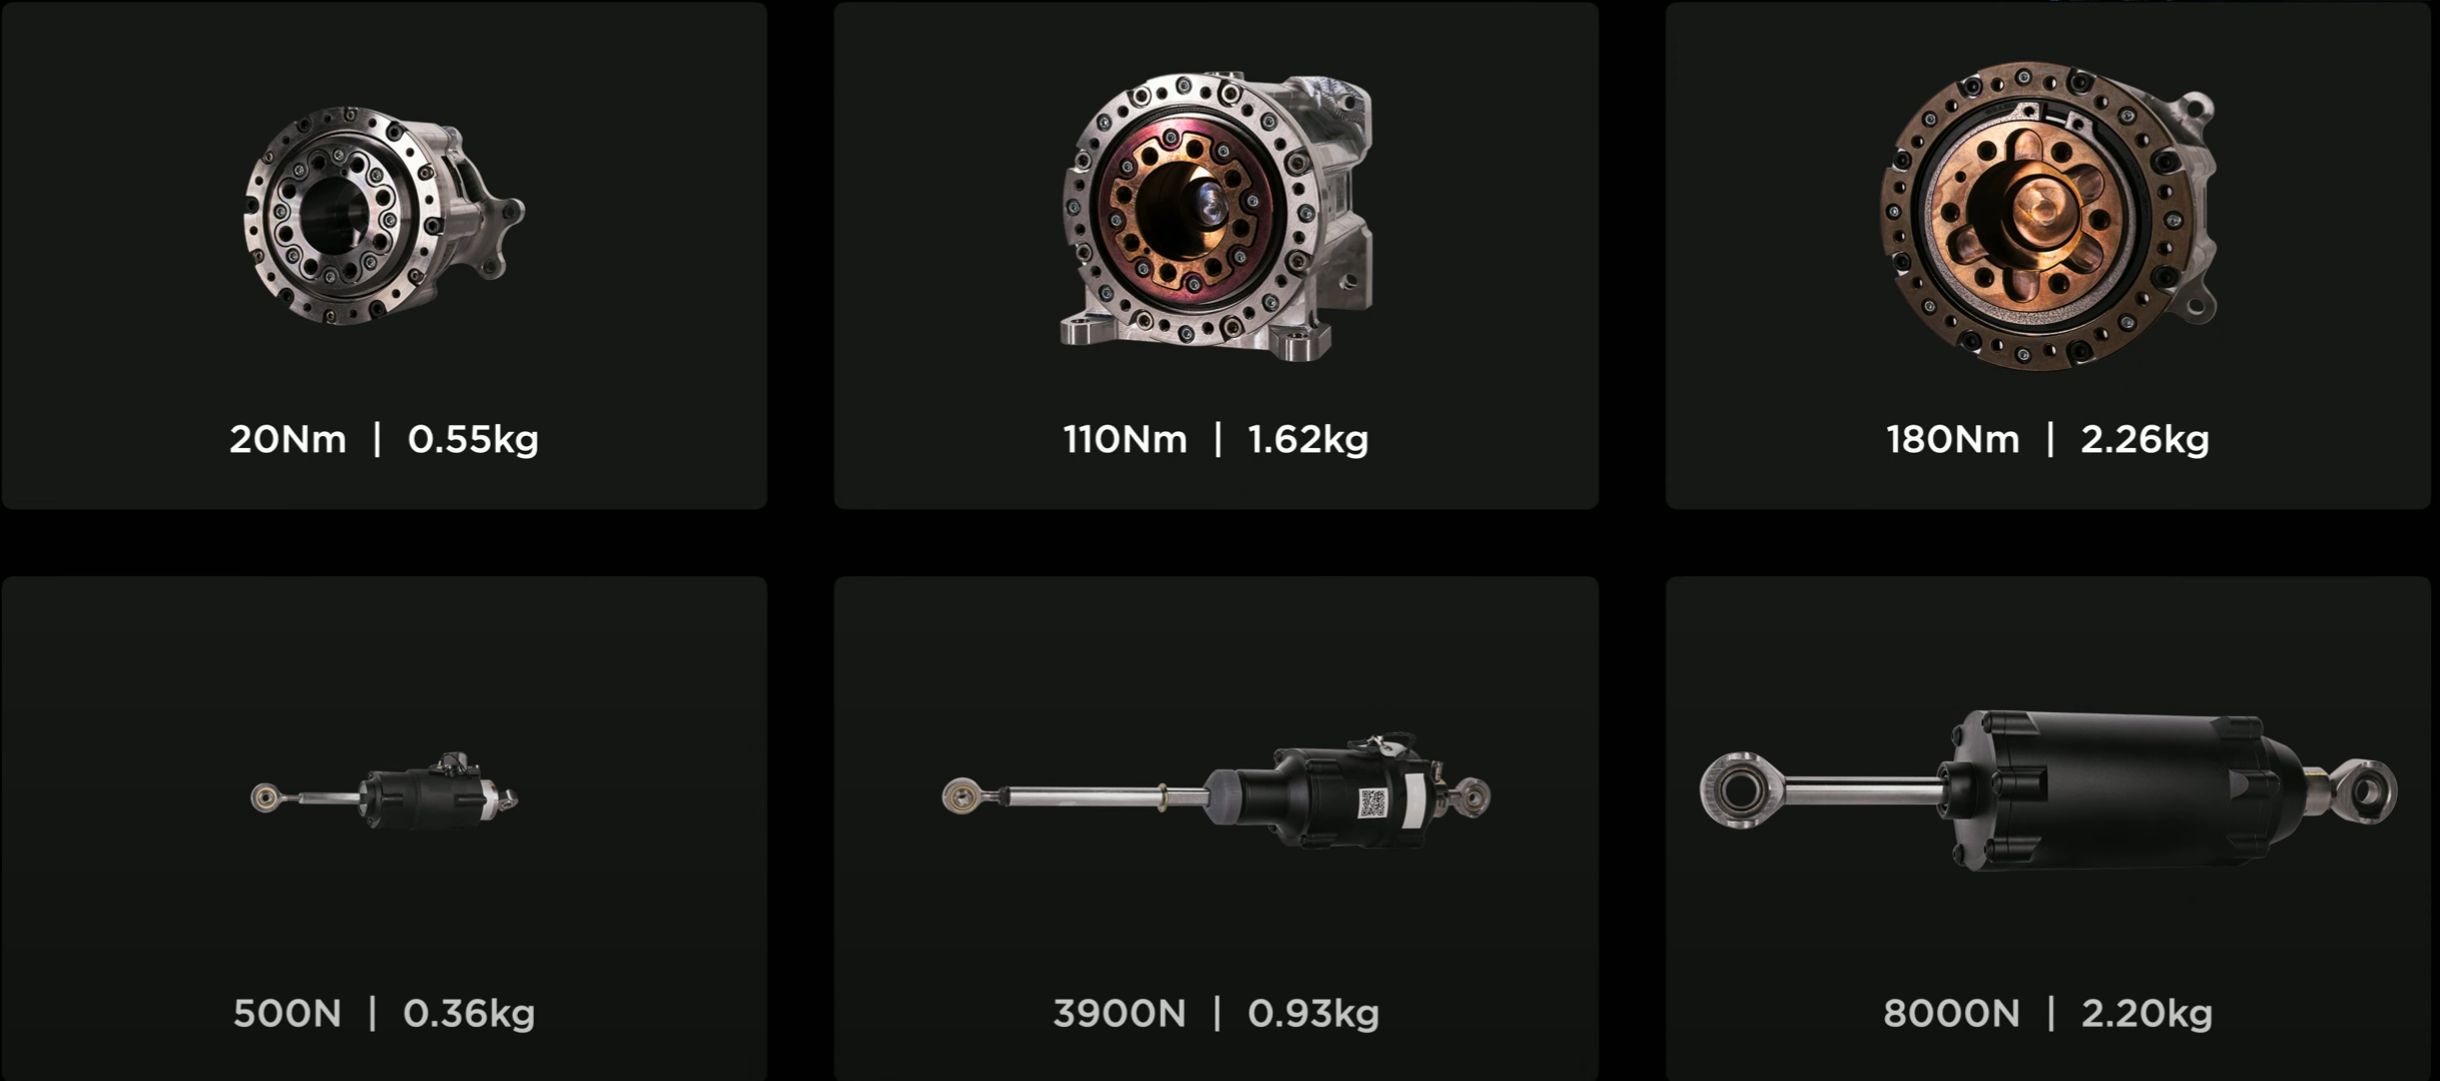 20Nm | 0.55kg
110Nm | 1.62kg
180Nm | 2.26kg
500N | 0.36kg
3900N | 0.93kg
8000N | 2.20kg